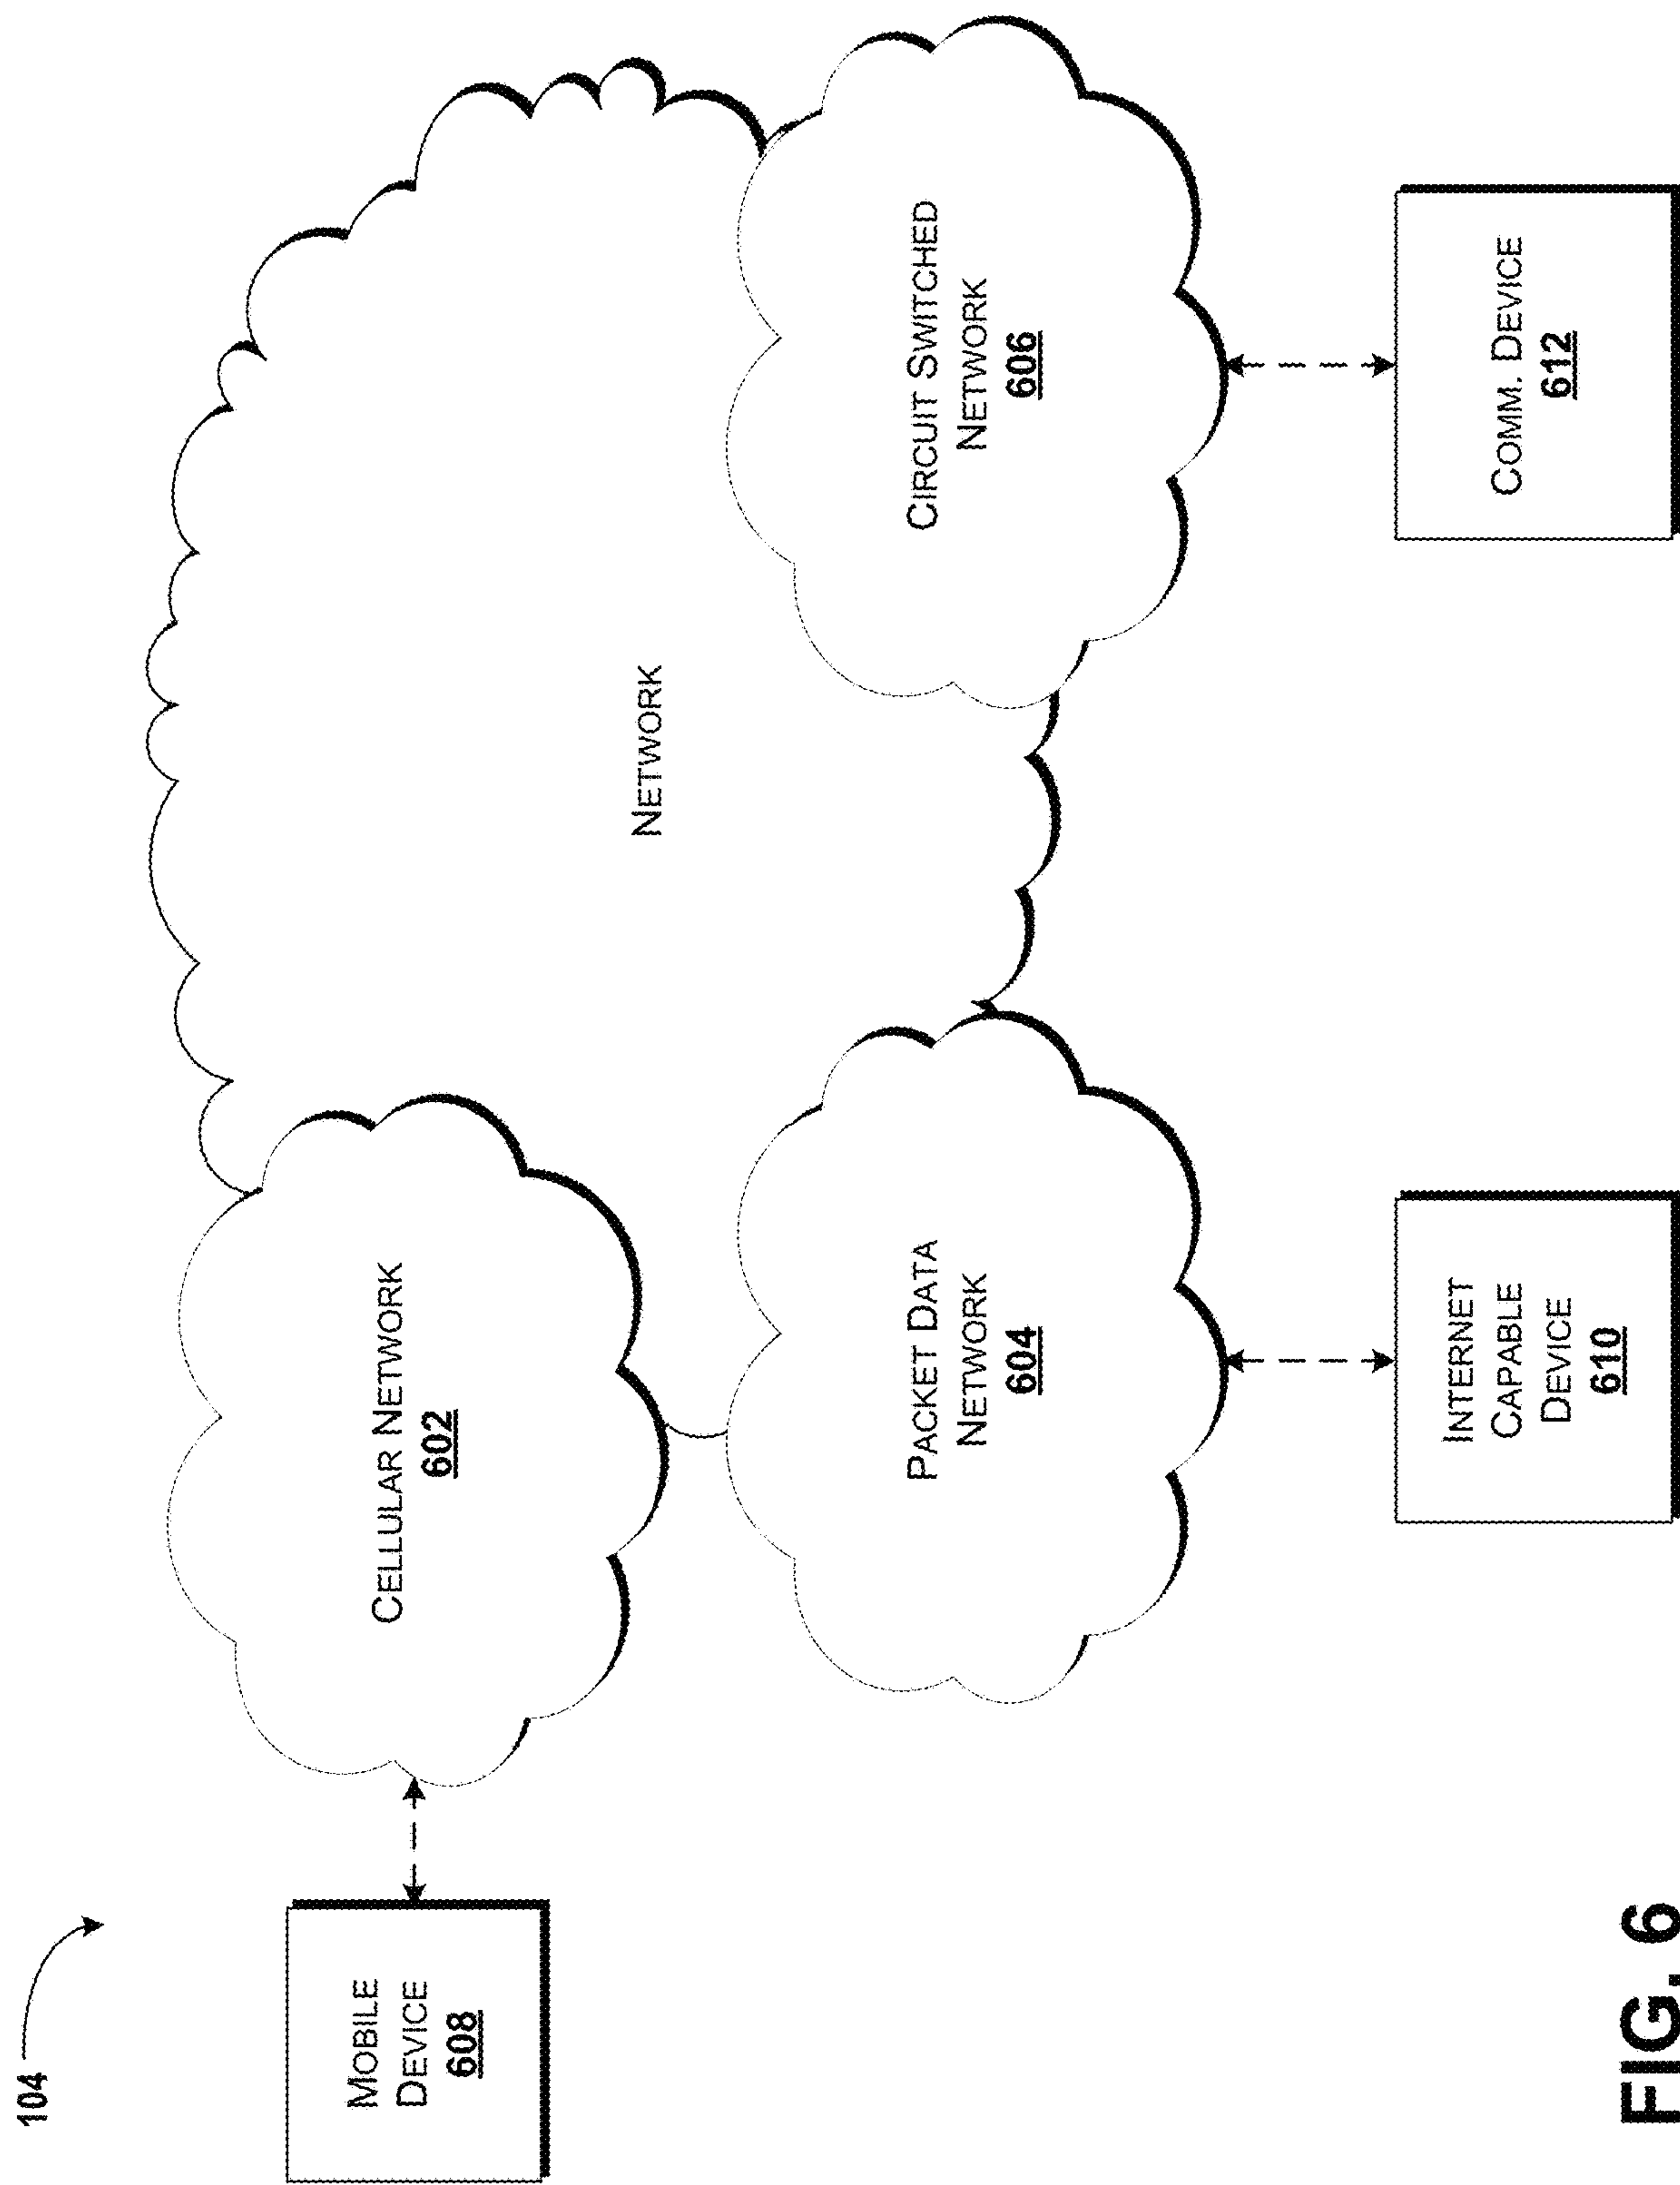 104
MOBILE
DEVICE
608
CELLULAR NETWORK
602
NETWORK
PACKET DATA
NETWORK
604
CIRCUIT SWITCHED
NETWORK
606
INTERNET
CAPABLE
DEVICE
610
COMM. DEVICE
612
FIG. 6